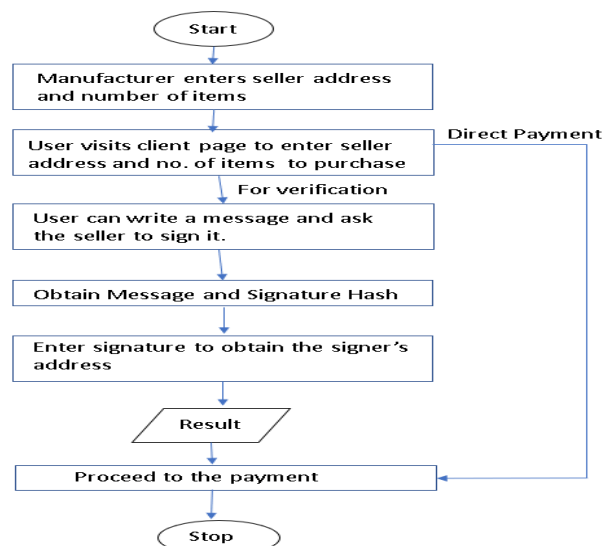 Start
Manufacturer enters seller address
and number of items
Direct Payment
User visits client page to enter seller
address and no. of items to purchase
For verification
User can write a message and ask
the seller to sign it.
Obtain Message and Signature Hash
Enter signature to obtain the signer's
address
Result
Proceed to the payment
Stop